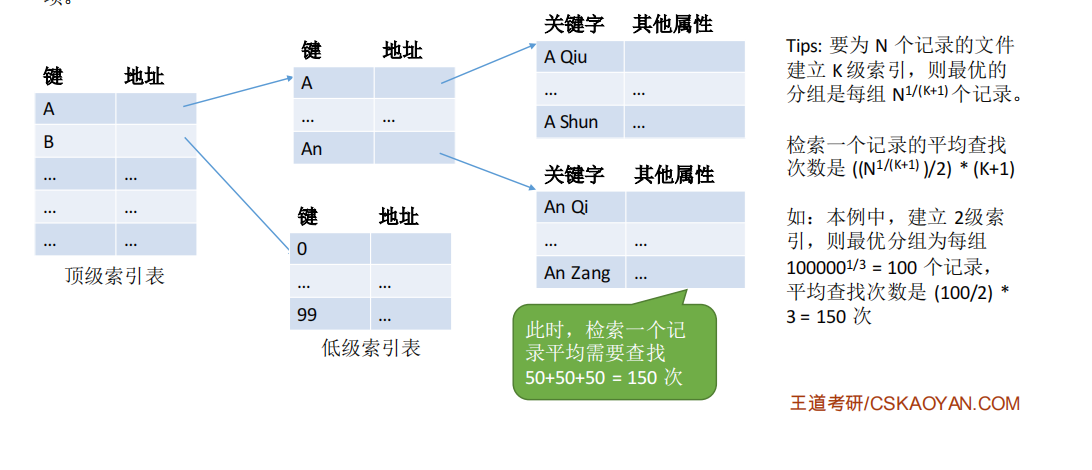 项。
键 地址
A
B
... ...
... ...
... ...
顶级索引表
键 地址
A
... ...
An
键 地址
0
... ...
99 ...
低级索引表
关键字 其他属性
A Qiu
... ...
A Shun ...
关键字 其他属性
An Qi
... ...
An Zang ...
此时，检索一个记
录平均需要查找
50+50+50 = 150 次
Tips: 要为 N 个记录的文件
建立 K 级索引，则最优的
分组是每组 N^1/(K+1) 个记录。
检索一个记录的平均查找
次数是 ((N^1/(K+1) )/2) * (K+1)
如：本例中，建立 2级索
引，则最优分组为每组
100000^1/3 = 100 个记录，
平均查找次数是 (100/2) *
3 = 150 次
王道考研/CSKAOYAN.COM